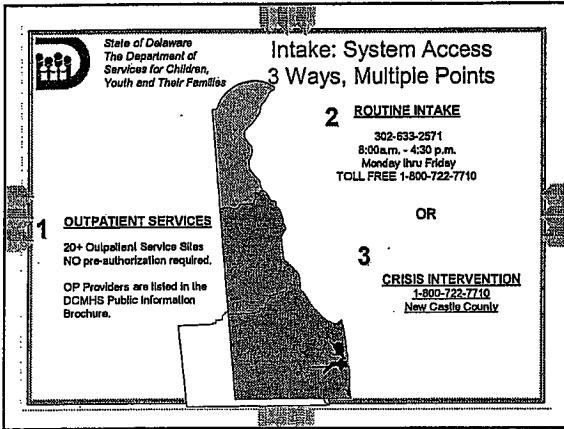 State of Delaware
The Department of
Services for Children,
Youth and Their Families
Intake: System Access
3 Ways, Multiple Points
2 ROUTINE INTAKE
302-633-2571
8:00a.m. - 4:30 p.m.
Monday thru Friday
TOLL FREE 1-800-722-7710
OR
1 OUTPATIENT SERVICES
20+ Outpatient Service Sites
NO pre-authorization required.
OP Providers are listed in the
DCMHS Public Information
Brochure.
3
CRISIS INTERVENTION
1-800-722-7710
New Castle County